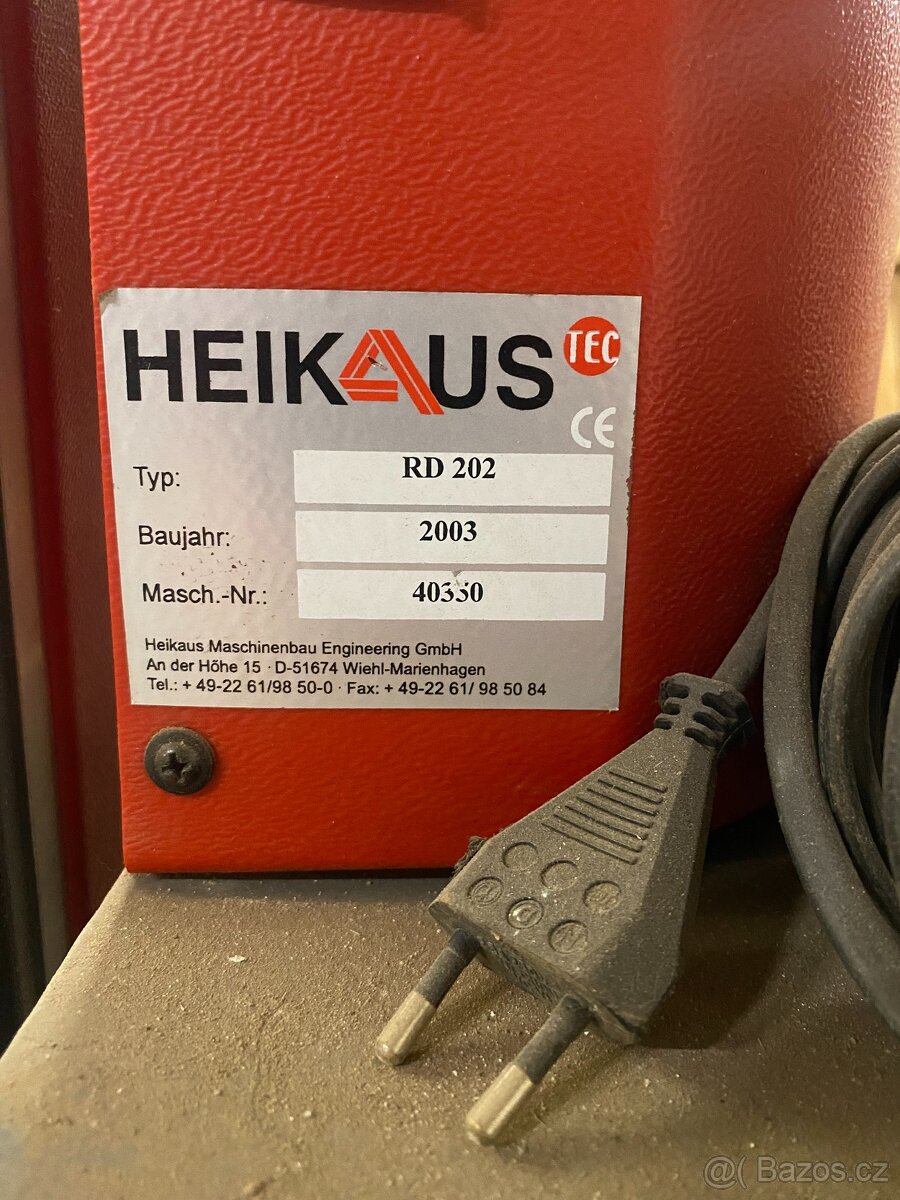 HEIKAUS TEC
CE
Typ: RD 202
Baujahr: 2003
Masch.-Nr.:
Heikaus Maschinenbau Engineering GmbH
An der Höhe 15 · D-51674 Wiehl-Marienhagen
Tel.: + 49-22 61/98 50-0 · Fax: + 49-22 61/ 98 50 84
@( Bazos.cz